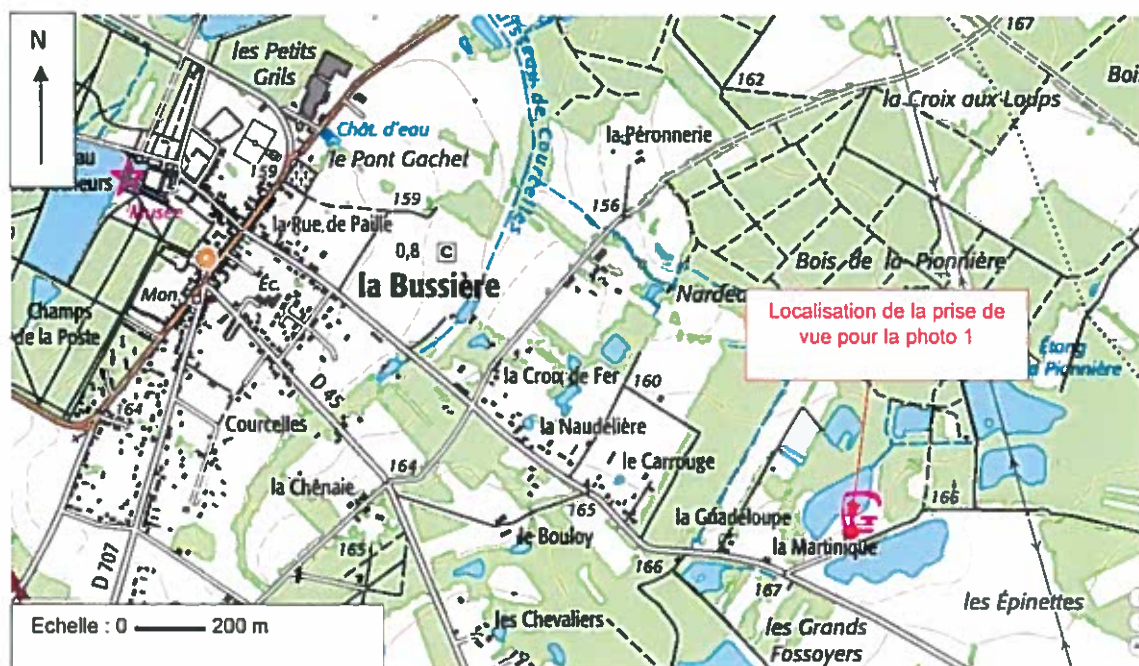 N
les Petits
Grils
Chât. d'eau
le Pont Gachet
159
Musée
la Rue de Paille
159
0,8 C
la Bussière
Éc.
Mon.
Champs
de la Poste
164
Courcelles
D 45
D 707
la Chênaie
164
165
le Bouloy
les Chevaliers
Echelle : 0 200 m
de Courcelles
la Péronnerie
156
162
167
la Croix aux Loups
Bois
Bois de la Pionnière
Localisation de la prise de
vue pour la photo 1
Étang
Pionnière
la Croix de Fer
160
la Naudelière
le Carrouge
165
166
la Guadéloupe
la Martinique
166
167
les Épinettes
les Grands
Fossoyers